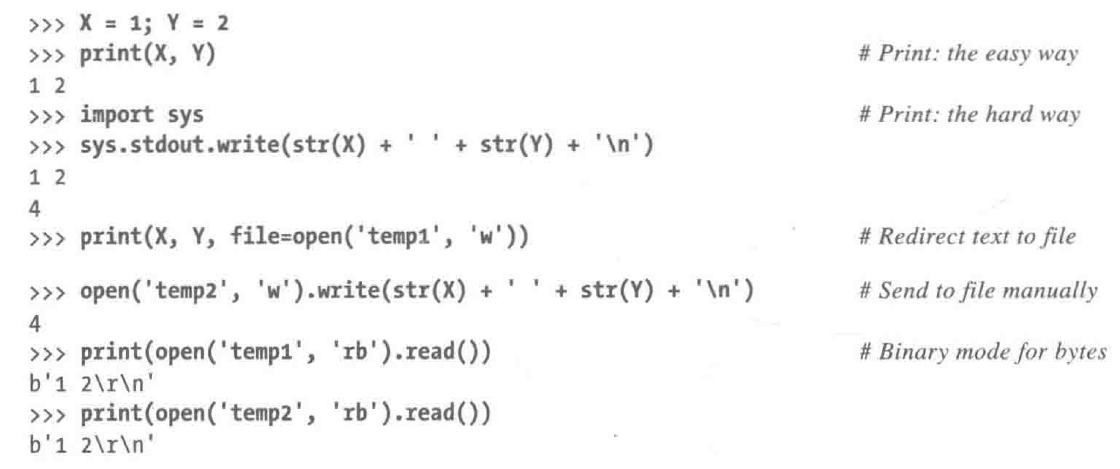 >>> X = 1; Y = 2
>>> print(X, Y) # Print: the easy way
1 2
>>> import sys # Print: the hard way
>>> sys.stdout.write(str(X) + ' ' + str(Y) + '\n')
1 2
4
>>> print(X, Y, file=open('temp1', 'w')) # Redirect text to file
>>> open('temp2', 'w').write(str(X) + ' ' + str(Y) + '\n') # Send to file manually
4
>>> print(open('temp1', 'rb').read()) # Binary mode for bytes
b'1 2\r\n'
>>> print(open('temp2', 'rb').read())
b'1 2\r\n'